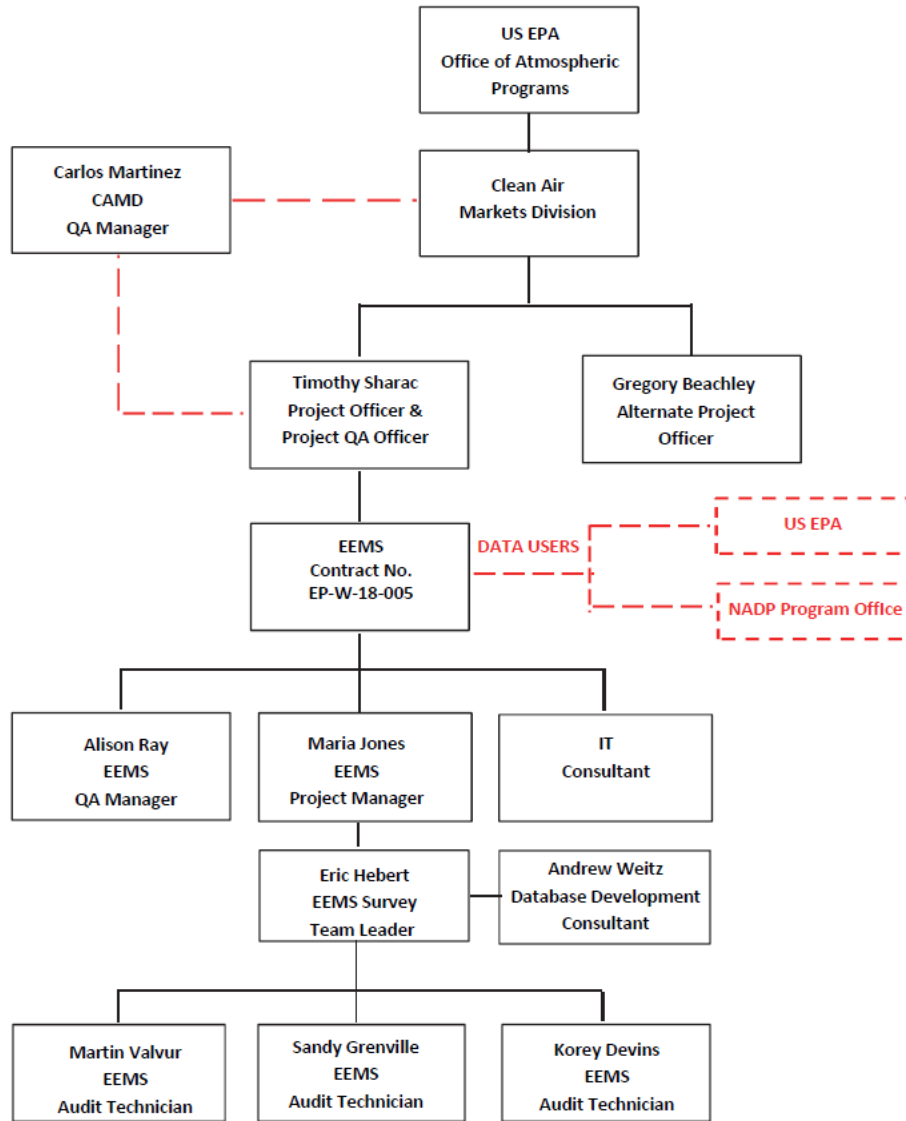 US EPA
Office of Atmospheric
Programs
Carlos Martinez
CAMD
QA Manager
Clean Air
Markets Division
Timothy Sharac
Project Officer &
Project QA Officer
Gregory Beachley
Alternate Project
Officer
EEMS
Contract No.
EP-W-18-005
DATA USERS
US EPA
NADP Program Office
Alison Ray
EEMS
QA Manager
Maria Jones
EEMS
Project Manager
IT
Consultant
Eric Hebert
EEMS Survey
Team Leader
Andrew Weitz
Database Development
Consultant
Martin Valvur
EEMS
Audit Technician
Sandy Grenville
EEMS
Audit Technician
Korey Devins
EEMS
Audit Technician